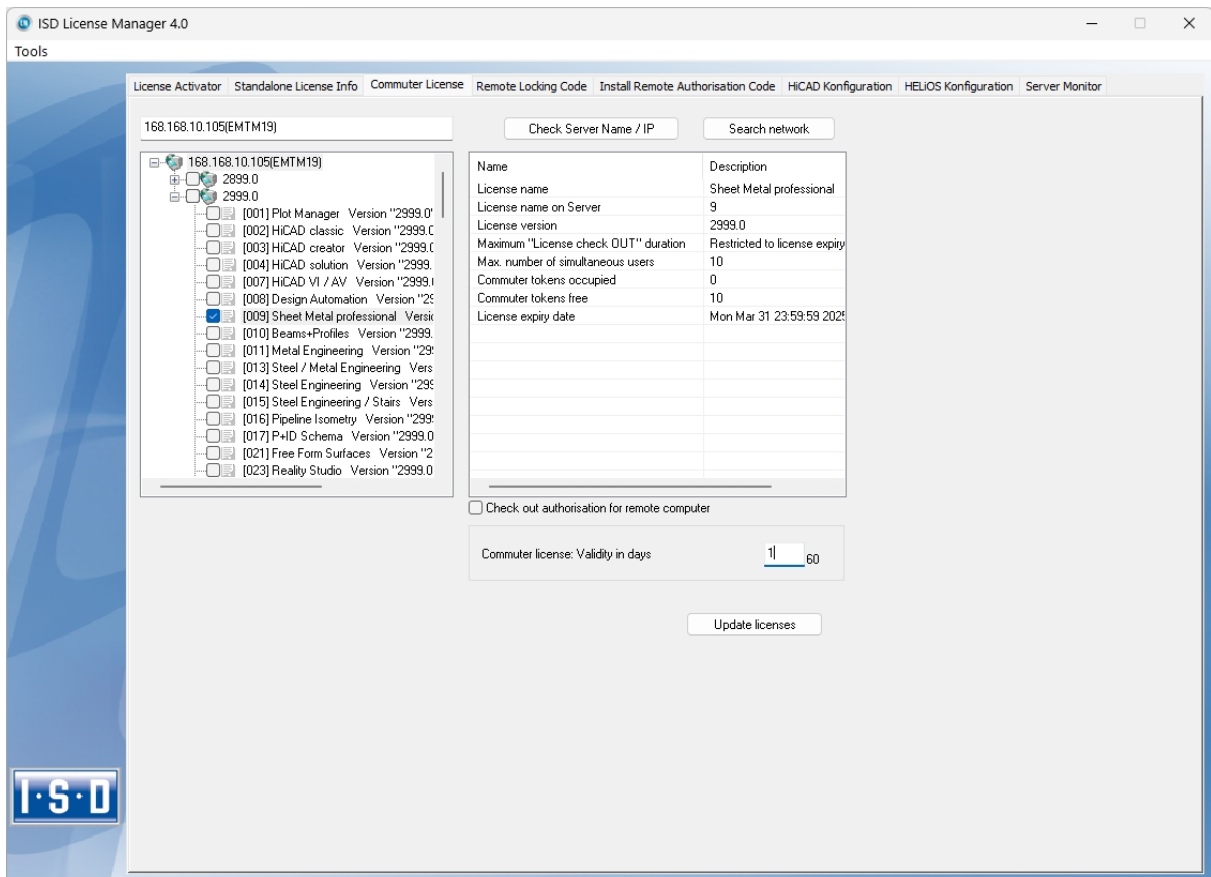 ISD License Manager 4.0
Tools
License Activator Standalone License Info Commuter License Remote Locking Code Install Remote Authorisation Code HiCAD Konfiguration HELiOS Konfiguration Server Monitor
168.168.10.105(EMTM19)
Check Server Name / IP
Search network
168.168.10.105(EMTM19)
2899.0
2999.0
[001] Plot Manager Version "2999.0"
[002] HiCAD classic Version "2999.0
[003] HiCAD creator Version "2999.0
[004] HiCAD solution Version "2999.
[007] HiCAD VI / AV Version "2999.
[008] Design Automation Version "29
[009] Sheet Metal professional Versio
[010] Beams+Profiles Version "2999.
[011] Metal Engineering Version "299
[013] Steel / Metal Engineering Vers
[014] Steel Engineering Version "299
[015] Steel Engineering / Stairs Vers
[016] Pipeline Isometry Version "299
[017] P+ID Schema Version "2999.0
[021] Free Form Surfaces Version "2
[023] Reality Studio Version "2999.0
Name Description
License name Sheet Metal professional
License name on Server 9
License version 2999.0
Maximum "License check OUT" duration Restricted to license expiry
Max. number of simultaneous users 10
Commuter tokens occupied 0
Commuter tokens free 10
License expiry date Mon Mar 31 23:59:59 2025
Check out authorisation for remote computer
Commuter license: Validity in days 1 60
Update licenses
I·S·D